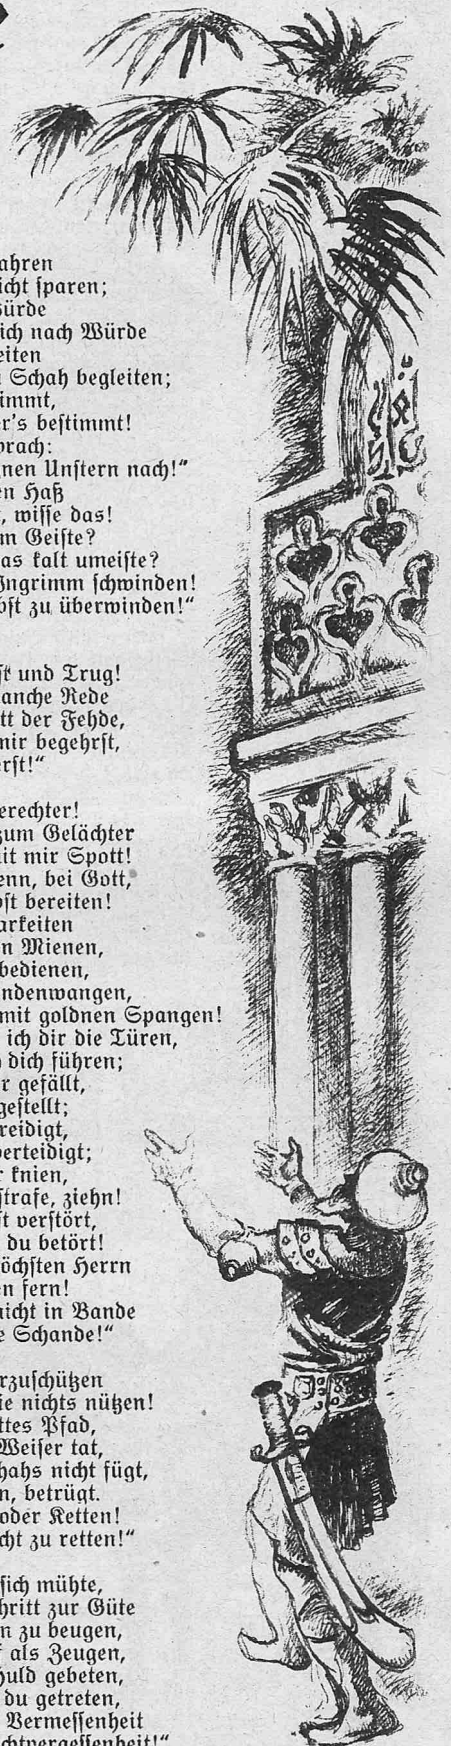 ahren
icht sparen;
ürde
ich nach Würde
eiten
Schah begleiten;
immt,
er's bestimmt!
prach:
nen Unstern nach!"
en Haß
, wisse das!
m Geiste?
as kalt umeiste?
Ingrimm schwinden!
bst zu überwinden!"
st und Trug!
anche Rede
tt der Fehde,
mir begehrst,
erst!"
erechter!
zum Gelächter
it mir Spott!
enn, bei Gott,
bst bereiten!
arkeiten
n Mienen,
bedienen,
ndenwangen,
mit goldnen Spangen!
ich dir die Türen,
dich führen;
r gefällt,
gestellt;
reidigt,
verteidigt;
r knien,
strafe, ziehn!
st verstört,
du betört!
öchsten Herrn
en fern!
nicht in Bande
e Schande!"
rzuschützen
ie nichts nützen!
ttes Pfad,
Weiser tat,
hahs nicht fügt,
n, betrügt.
oder Ketten!
cht zu retten!"
sich mühte,
hritt zur Güte
n zu beugen,
als Zeugen,
huld gebeten,
du getreten,
Vermessenheit
chtvergessenheit!"